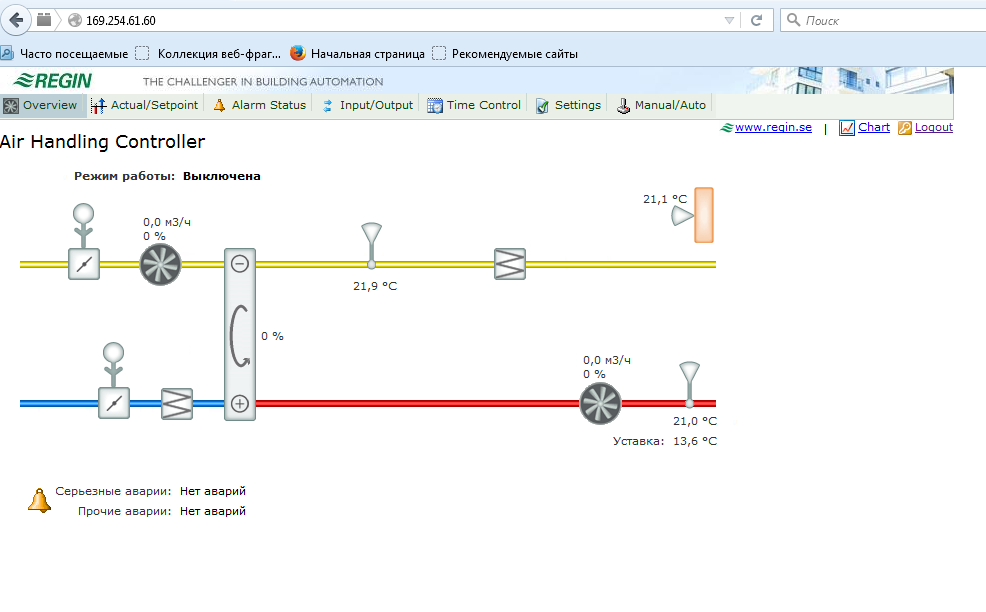 169.254.61.60
Поиск
Часто посещаемые Коллекция веб-фраг... Начальная страница Рекомендуемые сайты
REGIN THE CHALLENGER IN BUILDING AUTOMATION
Overview Actual/Setpoint Alarm Status Input/Output Time Control Settings Manual/Auto
www.regin.se | Chart Logout
Air Handling Controller
Режим работы: Выключена
21,1 °C
0,0 м3/ч
0 %
21,9 °C
0 %
0,0 м3/ч
0 %
21,0 °C
Уставка: 13,6 °C
Серьезные аварии: Нет аварий
Прочие аварии: Нет аварий